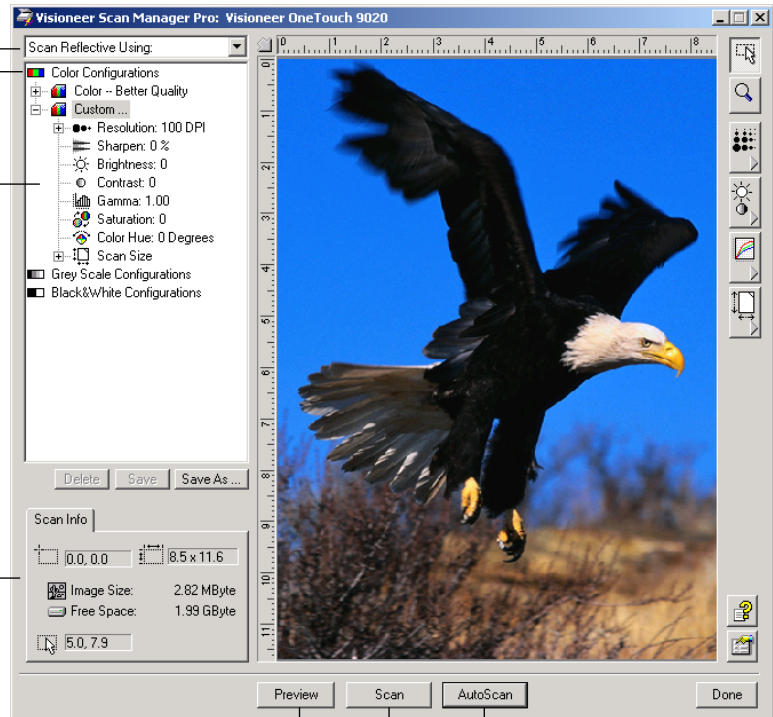 Visioneer Scan Manager Pro: Visioneer OneTouch 9020
Scan Reflective Using:
Color Configurations
Color -- Better Quality
Custom ...
Resolution: 100 DPI
Sharpen: 0 %
Brightness: 0
Contrast: 0
Gamma: 1.00
Saturation: 0
Color Hue: 0 Degrees
Scan Size
Grey Scale Configurations
Black&White Configurations
Delete Save Save As ...
Scan Info
0.0, 0.0 8.5 x 11.6
Image Size: 2.82 MByte
Free Space: 1.99 GByte
5.0, 7.9
0 1 2 3 4 5 6 7 8
0
1
2
3
4
5
6
7
8
9
10
11
Preview Scan AutoScan Done